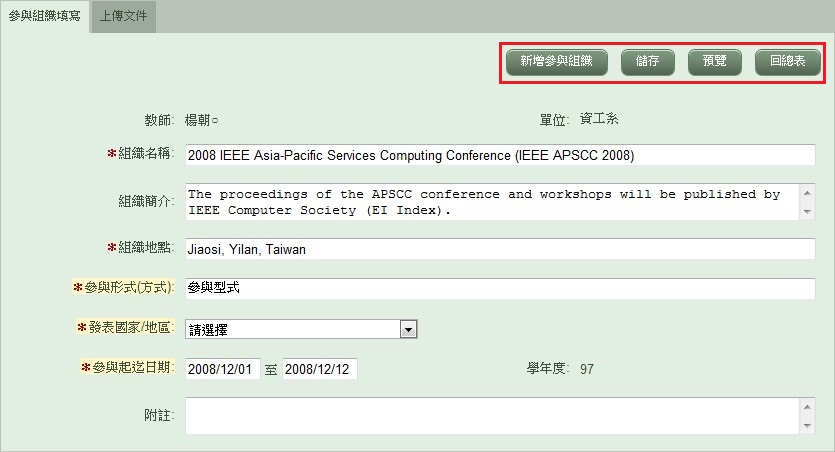 參與組織填寫 上傳文件
新增參與組織 儲存 預覽 回總表
教師: 楊朝○ 單位: 資工系
*組織名稱: 2008 IEEE Asia-Pacific Services Computing Conference (IEEE APSCC 2008)
組織簡介: The proceedings of the APSCC conference and workshops will be published by
IEEE Computer Society (EI Index).
*組織地點: Jiaosi, Yilan, Taiwan
*參與形式(方式): 參與型式
*發表國家/地區: 請選擇
*參與起迄日期: 2008/12/01 至 2008/12/12 學年度: 97
附註: